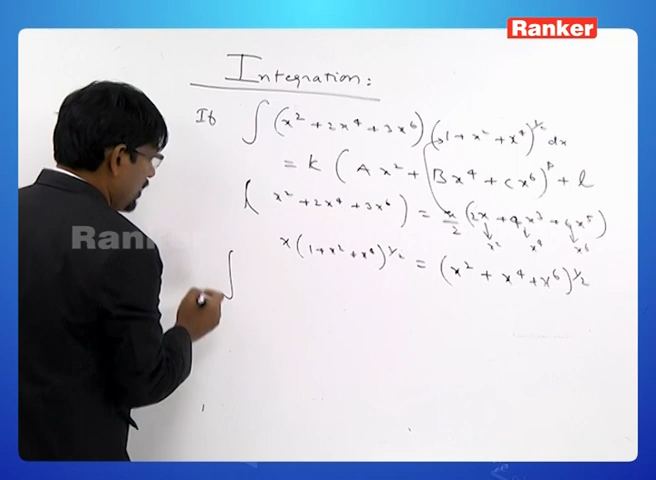 Ranker
Integration:
If ∫(x² + 2x⁴ + 3x⁶) (1 + x² + x⁴)^½ dx
= K (Ax² + Bx⁴ + cx⁶)^p + l
( x² + 2x⁴ + 3x⁶ ) = x/2 (2x + 4x³ + 6x⁵)
x² x⁴ x⁶
x (1 + x² + x⁴)^½ = (x² + x⁴ + x⁶)^½
∫
Ranker